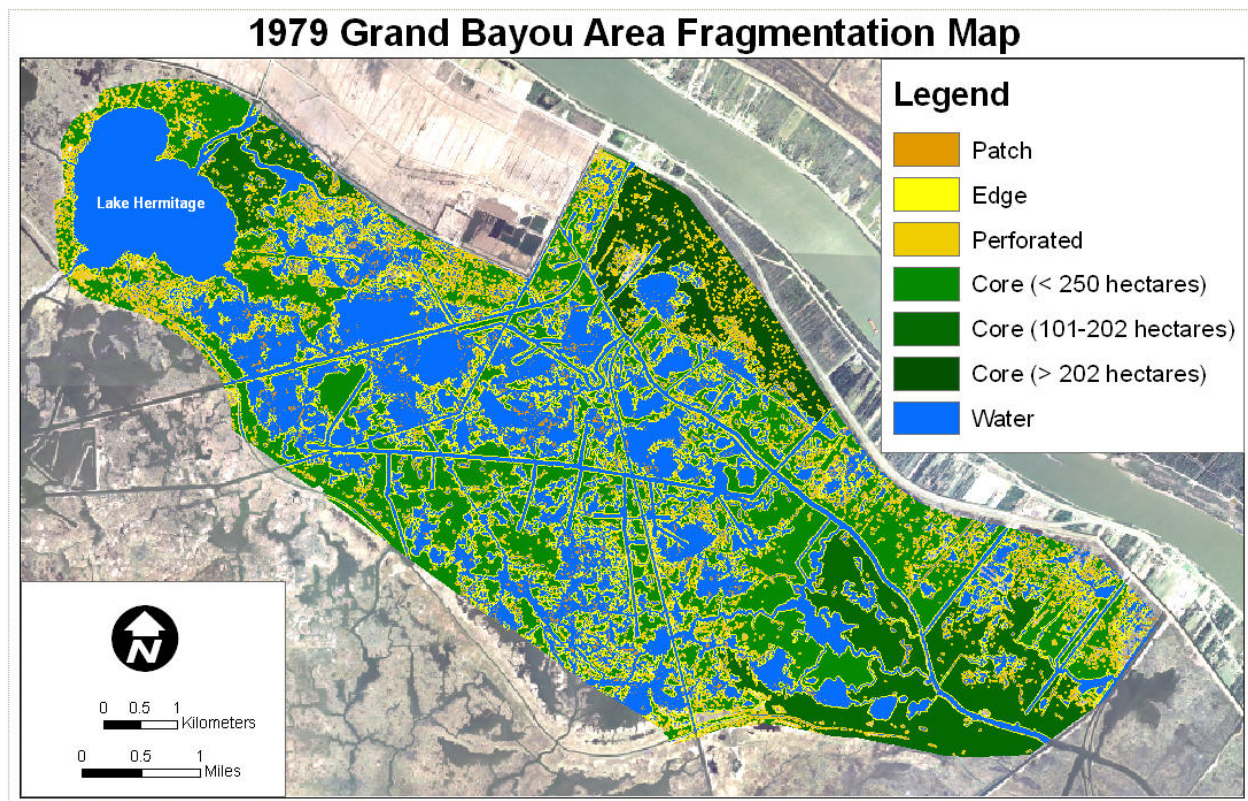 1979 Grand Bayou Area Fragmentation Map
Lake Hermitage
Legend
Patch
Edge
Perforated
Core (< 250 hectares)
Core (101-202 hectares)
Core (> 202 hectares)
Water
N
0 0.5 1
Kilometers
0 0.5 1
Miles